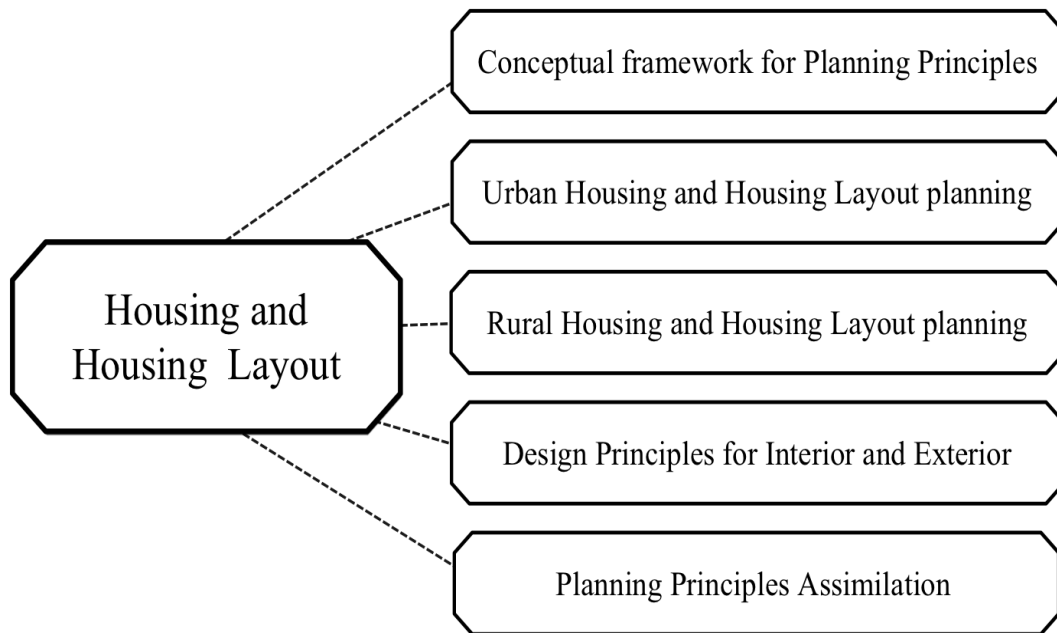 Conceptual framework for Planning Principles
Urban Housing and Housing Layout planning
Housing and
Housing Layout
Rural Housing and Housing Layout planning
Design Principles for Interior and Exterior
Planning Principles Assimilation